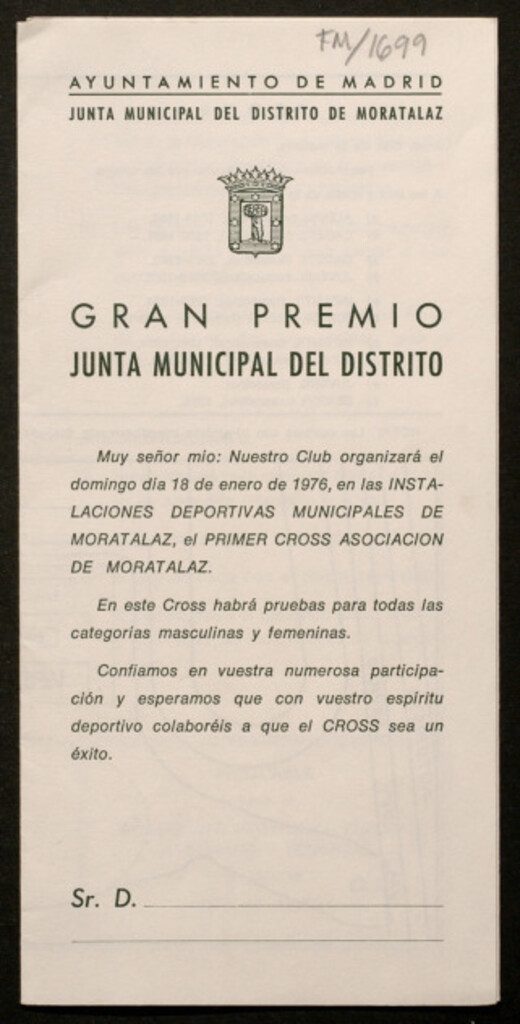 FM/1699
AYUNTAMIENTO DE MADRID
JUNTA MUNICIPAL DEL DISTRITO DE MORATALAZ
GRAN PREMIO
JUNTA MUNICIPAL DEL DISTRITO
Muy señor mio: Nuestro Club organizará el
domingo día 18 de enero de 1976, en las INSTA-
LACIONES DEPORTIVAS MUNICIPALES DE
MORATALAZ, el PRIMER CROSS ASOCIACION
DE MORATALAZ.
En este Cross habrá pruebas para todas las
categorías masculinas y femeninas.
Confiamos en vuestra numerosa participa-
ción y esperamos que con vuestro espíritu
deportivo colaboréis a que el CROSS sea un
éxito.
Sr. D.